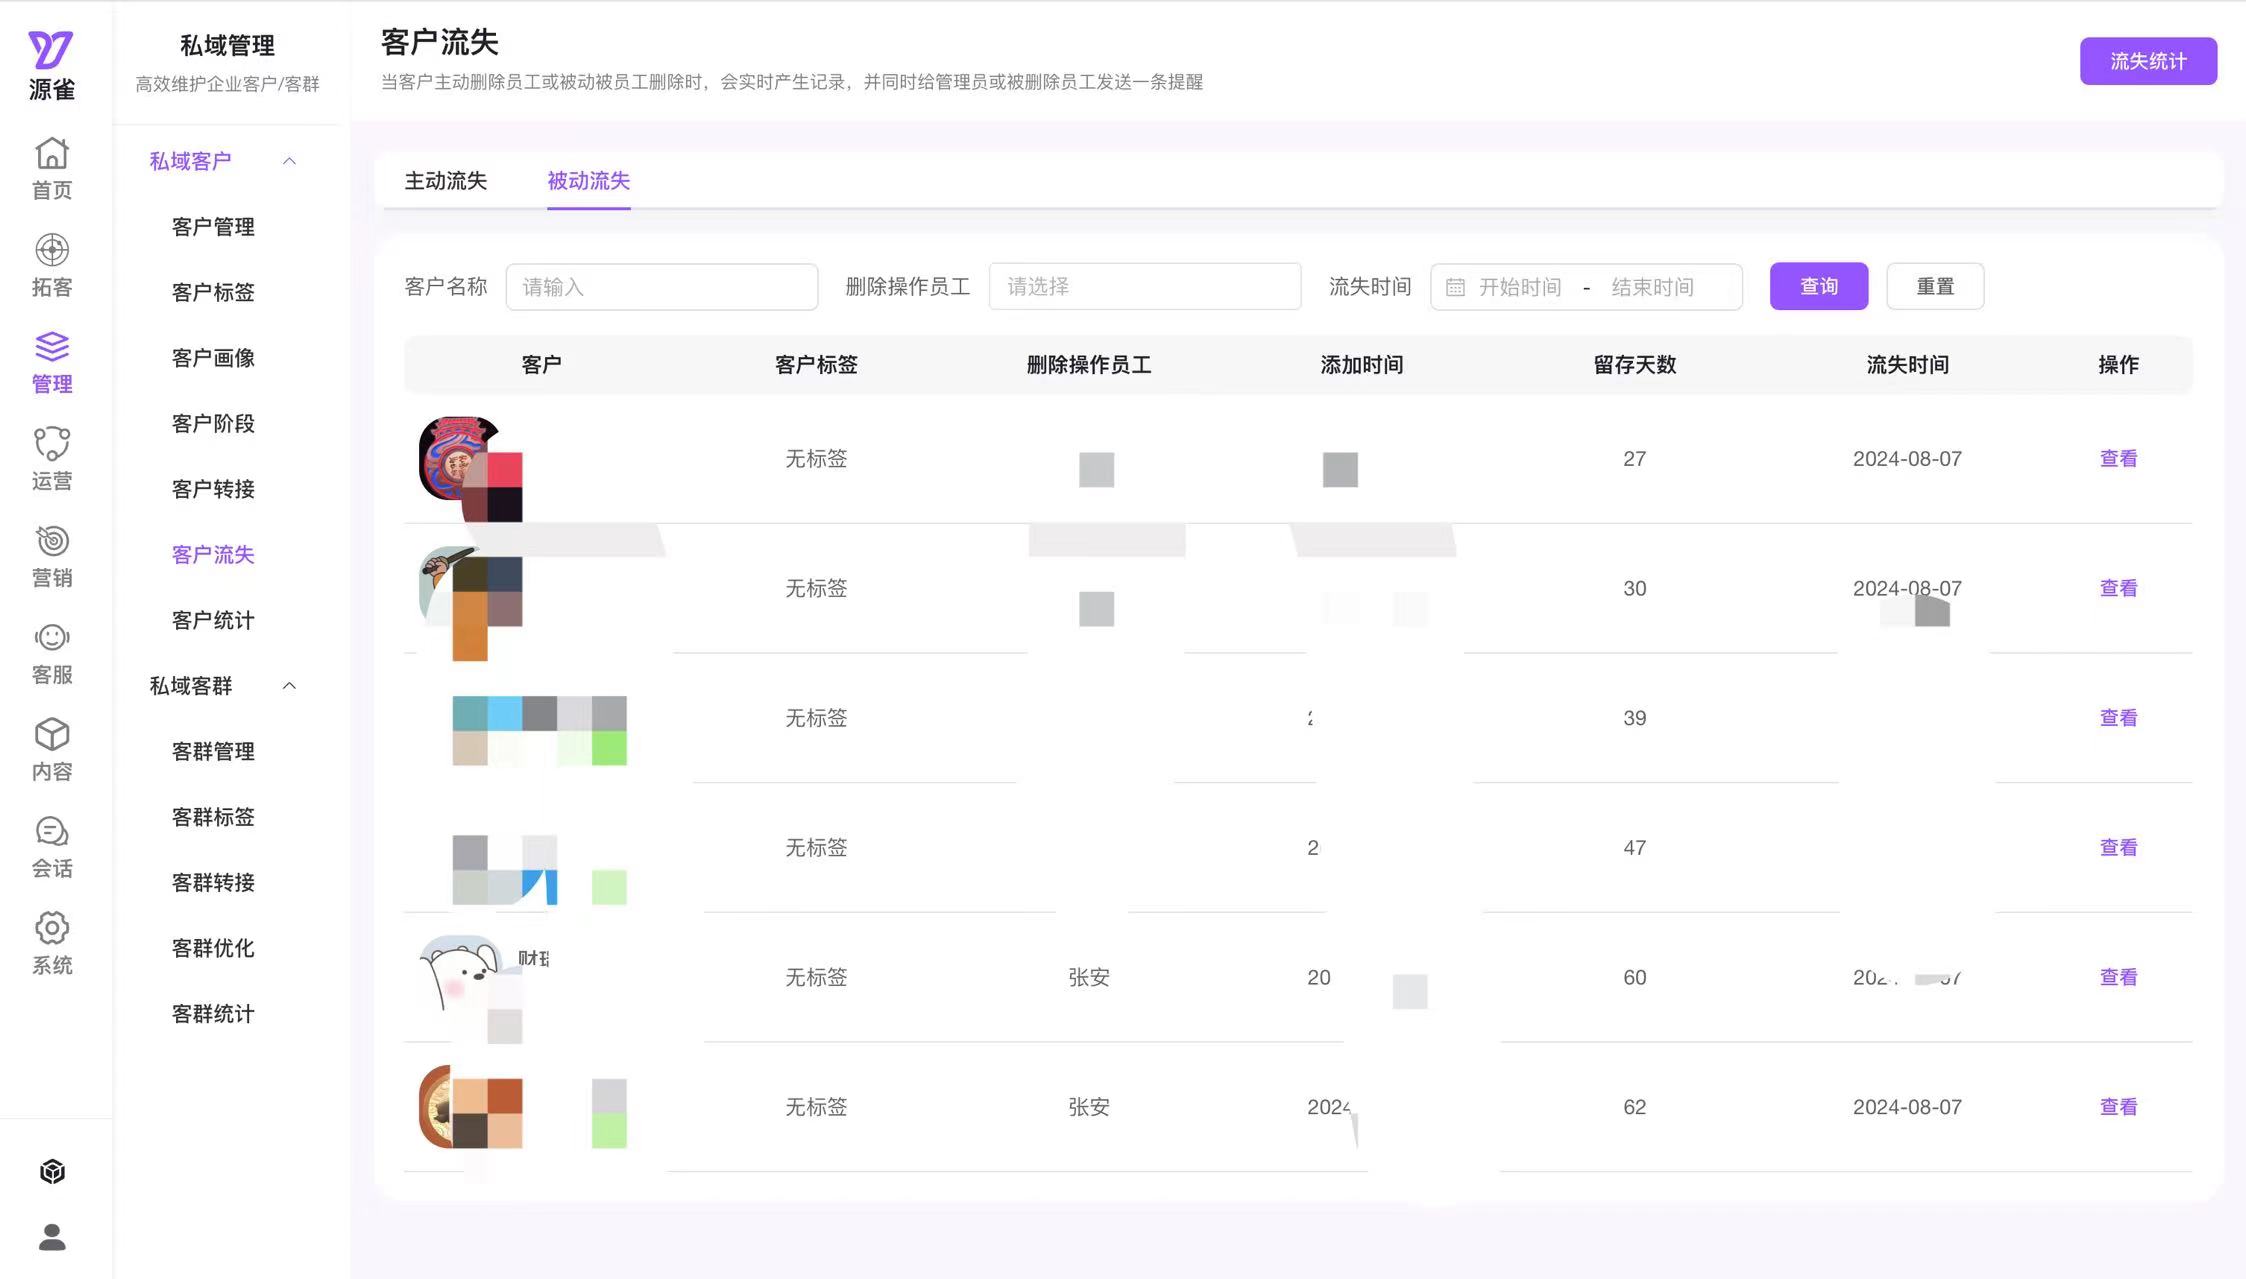 源雀
首页
拓客
管理
运营
营销
客服
内容
会话
系统
私域管理
高效维护企业客户/客群
私域客户
客户管理
客户标签
客户画像
客户阶段
客户转接
客户流失
客户统计
私域客群
客群管理
客群标签
客群转接
客群优化
客群统计
客户流失
当客户主动删除员工或被动被员工删除时，会实时产生记录，并同时给管理员或被删除员工发送一条提醒
流失统计
主动流失 被动流失
客户名称 请输入 删除操作员工 请选择 流失时间 开始时间 - 结束时间 查询 重置
客户 客户标签 删除操作员工 添加时间 留存天数 流失时间 操作
无标签 27 2024-08-07 查看
无标签 30 2024-08-07 查看
无标签 39 查看
无标签 47 查看
财 无标签 张安 20 60 查看
无标签 张安 2024 62 2024-08-07 查看